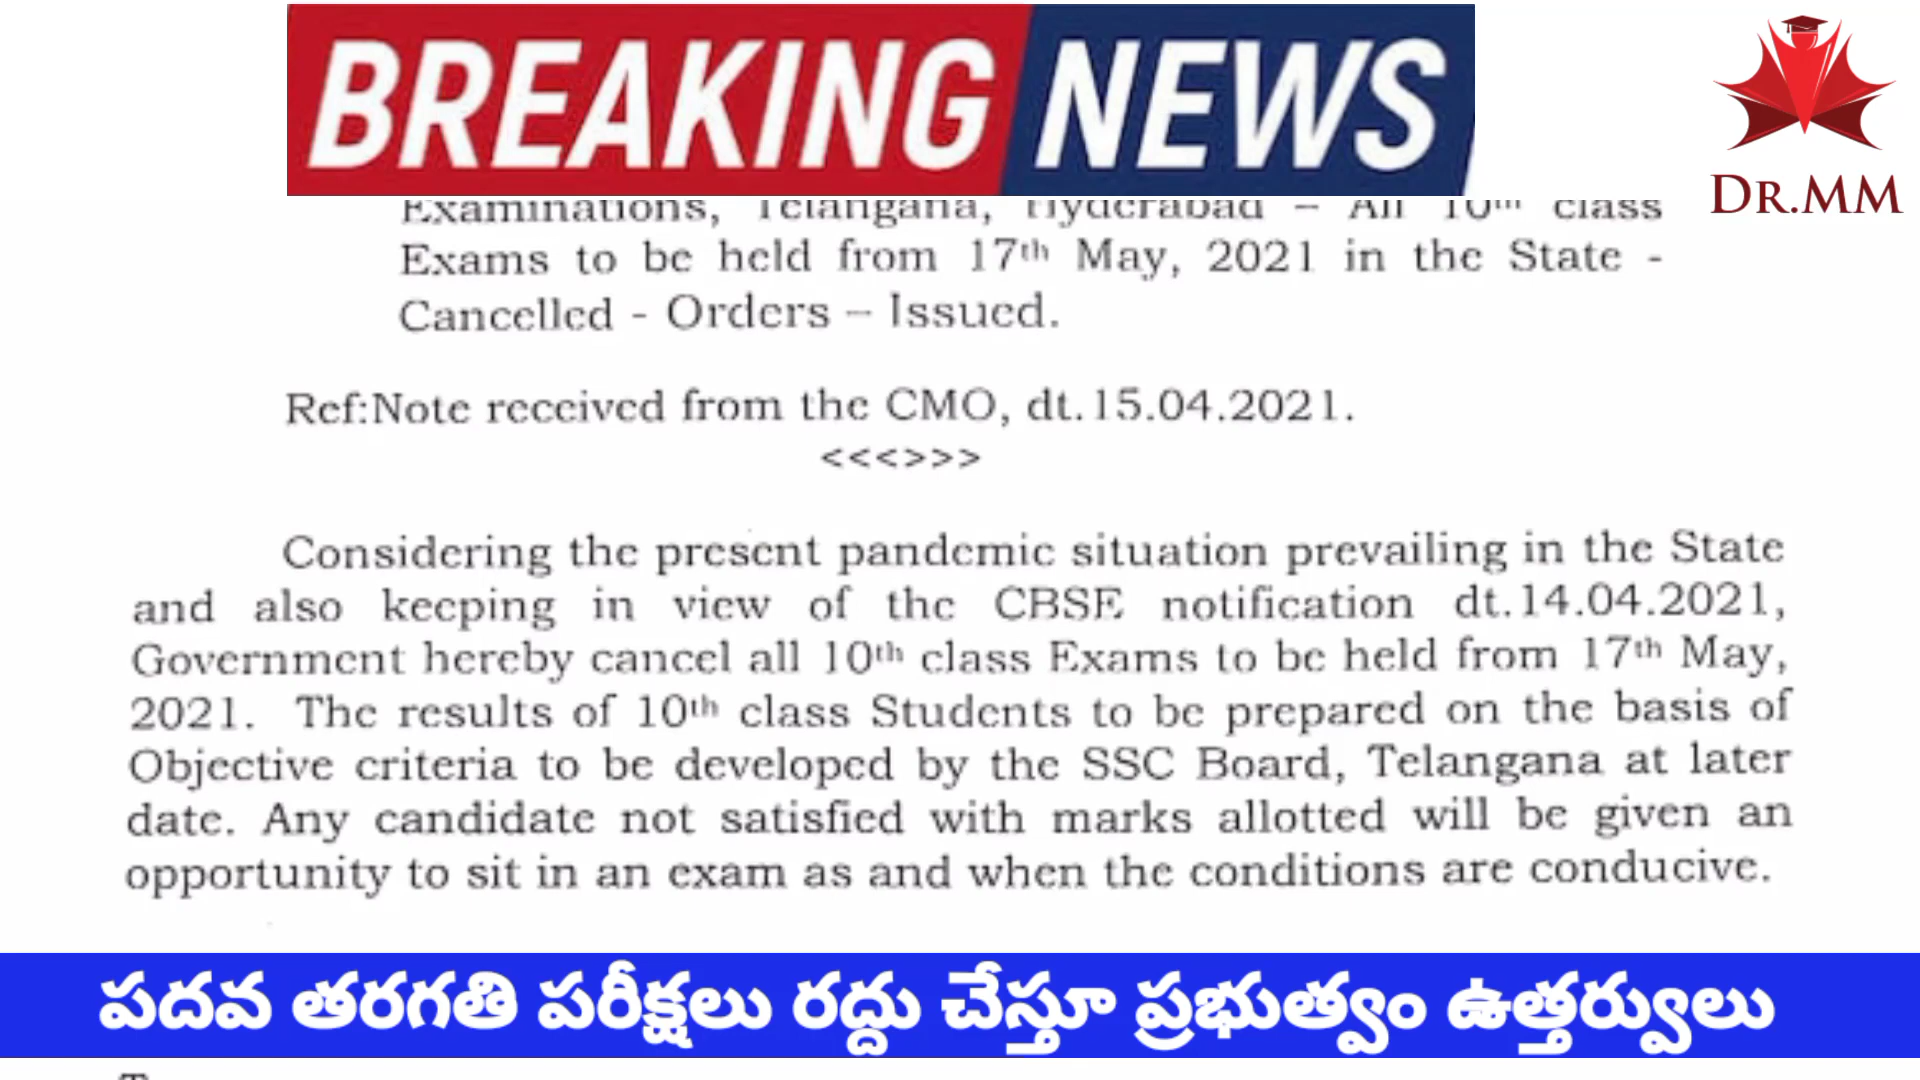 BREAKING NEWS
DR.MM
Examinations, Telangana, Hyderabad – All 10th class
Exams to be held from 17th May, 2021 in the State -
Cancelled - Orders – Issued.
Ref:Note received from the CMO, dt.15.04.2021.
<<<>>>
Considering the present pandemic situation prevailing in the State
and also keeping in view of the CBSE notification dt.14.04.2021,
Government hereby cancel all 10th class Exams to be held from 17th May,
2021. The results of 10th class Students to be prepared on the basis of
Objective criteria to be developed by the SSC Board, Telangana at later
date. Any candidate not satisfied with marks allotted will be given an
opportunity to sit in an exam as and when the conditions are conducive.
పదవ తరగతి పరీక్షలు రద్దు చేస్తూ ప్రభుత్వం ఉత్తర్వులు